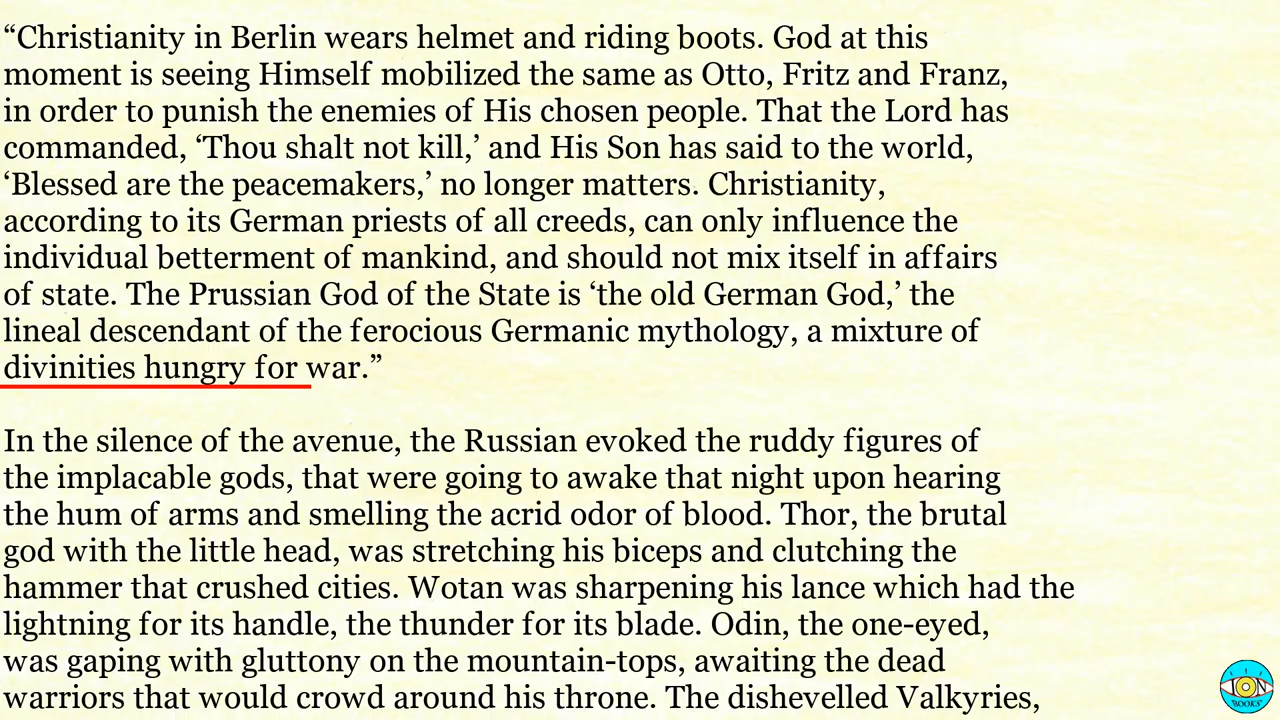 “Christianity in Berlin wears helmet and riding boots. God at this
moment is seeing Himself mobilized the same as Otto, Fritz and Franz,
in order to punish the enemies of His chosen people. That the Lord has
commanded, ‘Thou shalt not kill,’ and His Son has said to the world,
‘Blessed are the peacemakers,’ no longer matters. Christianity,
according to its German priests of all creeds, can only influence the
individual betterment of mankind, and should not mix itself in affairs
of state. The Prussian God of the State is ‘the old German God,’ the
lineal descendant of the ferocious Germanic mythology, a mixture of
divinities hungry for war.”
In the silence of the avenue, the Russian evoked the ruddy figures of
the implacable gods, that were going to awake that night upon hearing
the hum of arms and smelling the acrid odor of blood. Thor, the brutal
god with the little head, was stretching his biceps and clutching the
hammer that crushed cities. Wotan was sharpening his lance which had the
lightning for its handle, the thunder for its blade. Odin, the one-eyed,
was gaping with gluttony on the mountain-tops, awaiting the dead
warriors that would crowd around his throne. The dishevelled Valkyries,
ION
BOOKS